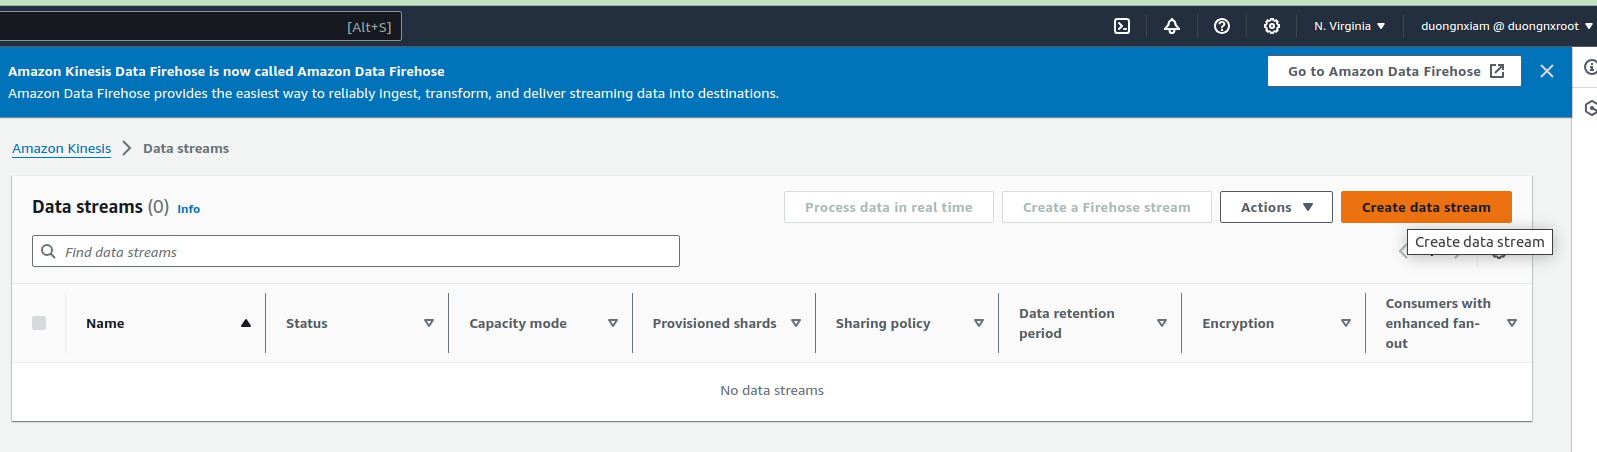 [Alt+S]
N. Virginia
duongnxiam @ duongnxroot
Amazon Kinesis Data Firehose is now called Amazon Data Firehose
Amazon Data Firehose provides the easiest way to reliably ingest, transform, and deliver streaming data into destinations.
Go to Amazon Data Firehose
Amazon Kinesis
Data streams
Data streams (0) Info
Process data in real time
Create a Firehose stream
Actions
Create data stream
Create data stream
Find data streams
Name
Status
Capacity mode
Provisioned shards
Sharing policy
Data retention
period
Encryption
Consumers with
enhanced fan-
out
No data streams